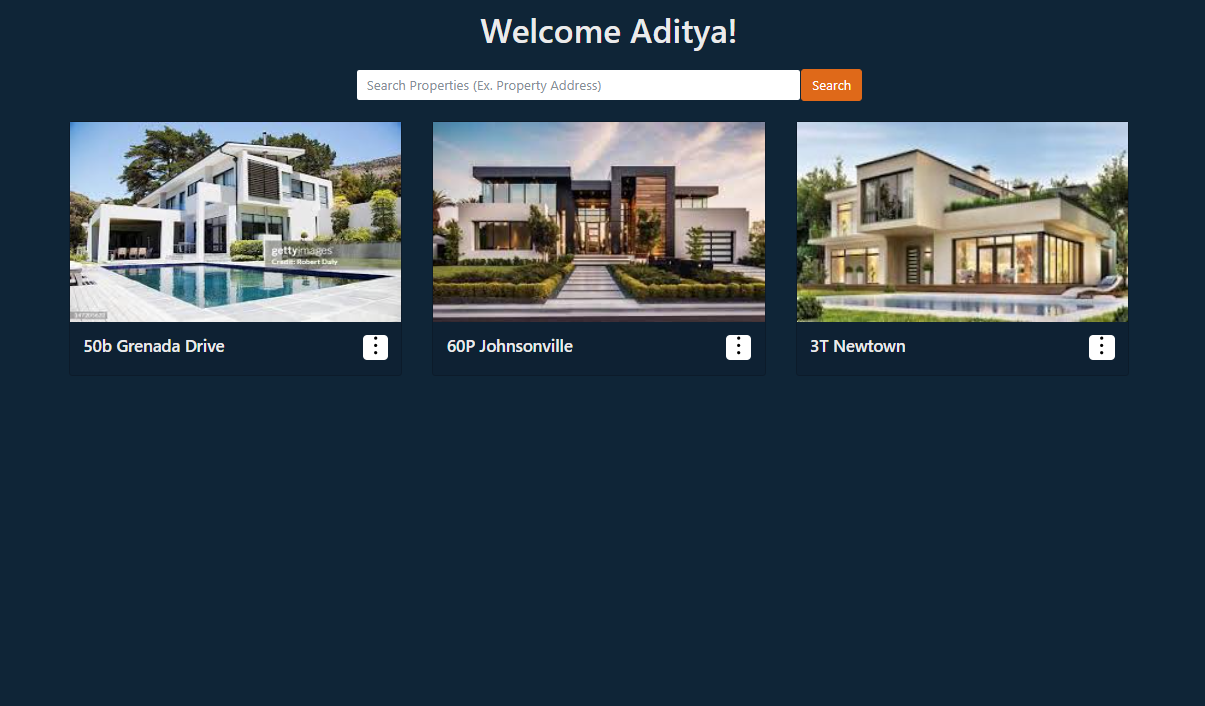 Welcome Aditya!
Search Properties (Ex. Property Address)
Search
gettyimages
Credit: Robert Daly
50b Grenada Drive
60P Johnsonville
3T Newtown